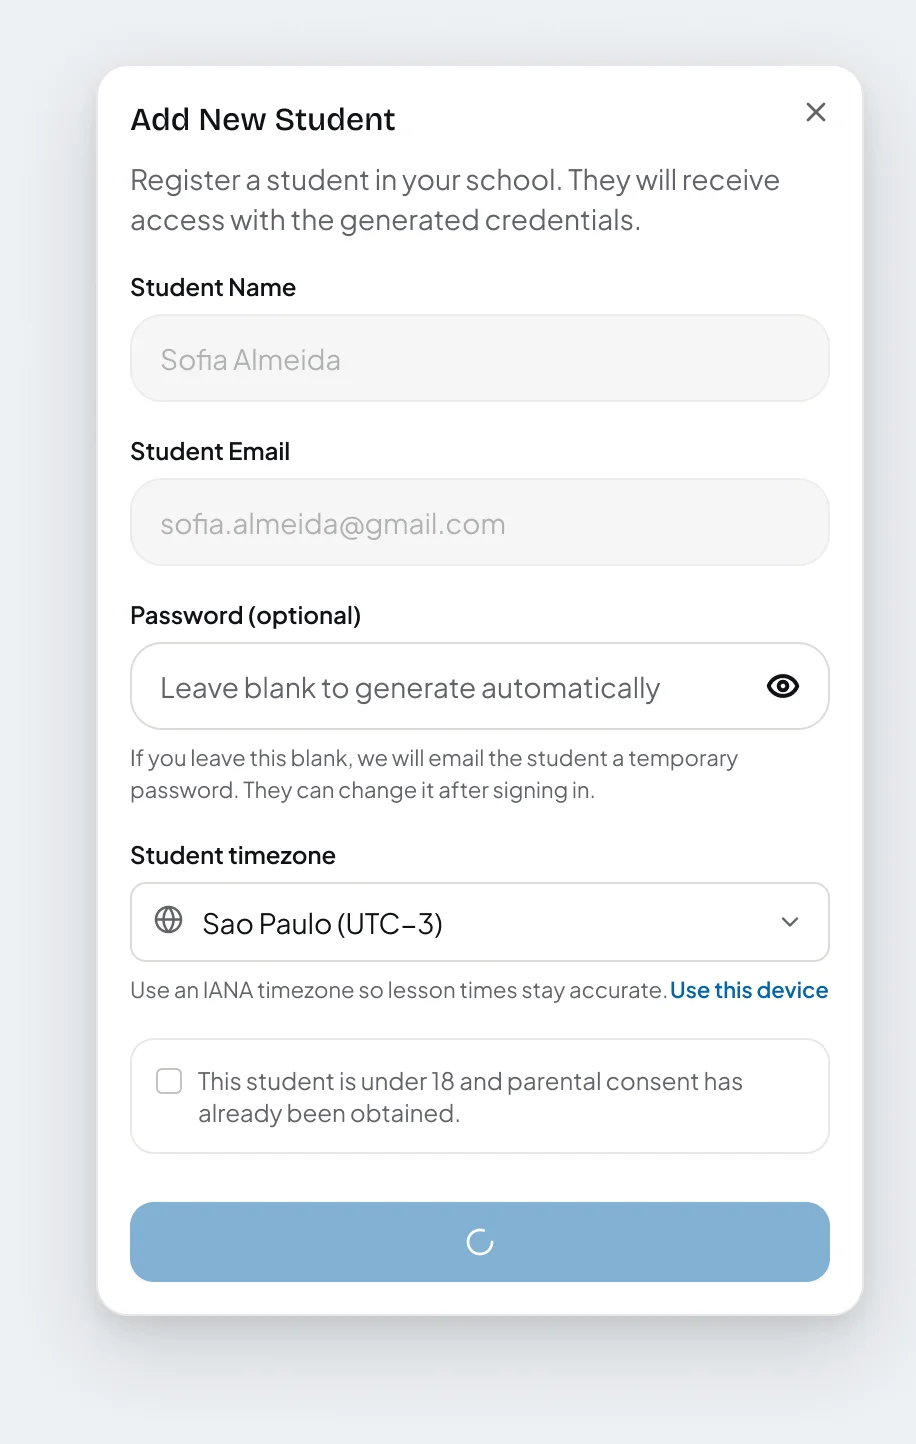 Add New Student
Register a student in your school. They will receive
access with the generated credentials.
Student Name
Sofia Almeida
Student Email
sofia.almeida@gmail.com
Password (optional)
Leave blank to generate automatically
If you leave this blank, we will email the student a temporary
password. They can change it after signing in.
Student timezone
Sao Paulo (UTC−3)
Use an IANA timezone so lesson times stay accurate. Use this device
This student is under 18 and parental consent has
already been obtained.